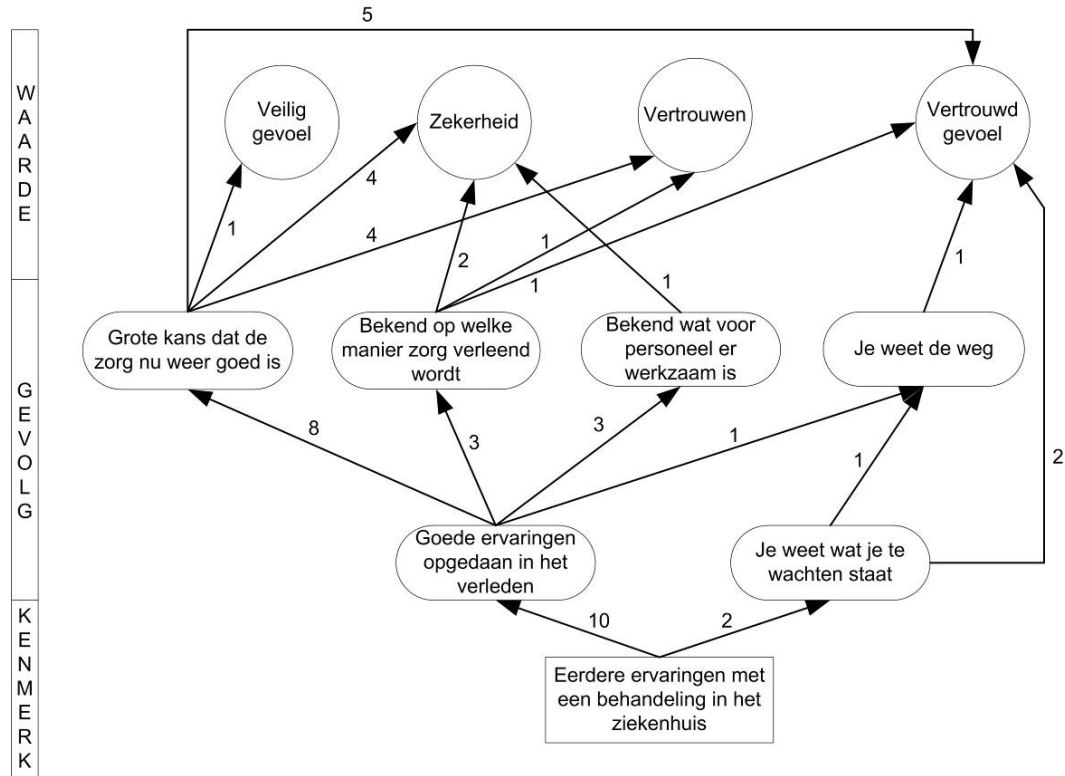 5
WAARDE
Veilig
gevoel
Zekerheid
Vertrouwen
Vertrouwd
gevoel
1
4
4
2
1
1
1
1
GEVOLG
Grote kans dat de
zorg nu weer goed is
Bekend op welke
manier zorg verleend
wordt
Bekend wat voor
personeel er
werkzaam is
Je weet de weg
8
3
3
1
1
2
Goede ervaringen
opgedaan in het
verleden
Je weet wat je te
wachten staat
KENMERK
10
2
Eerdere ervaringen met
een behandeling in het
ziekenhuis